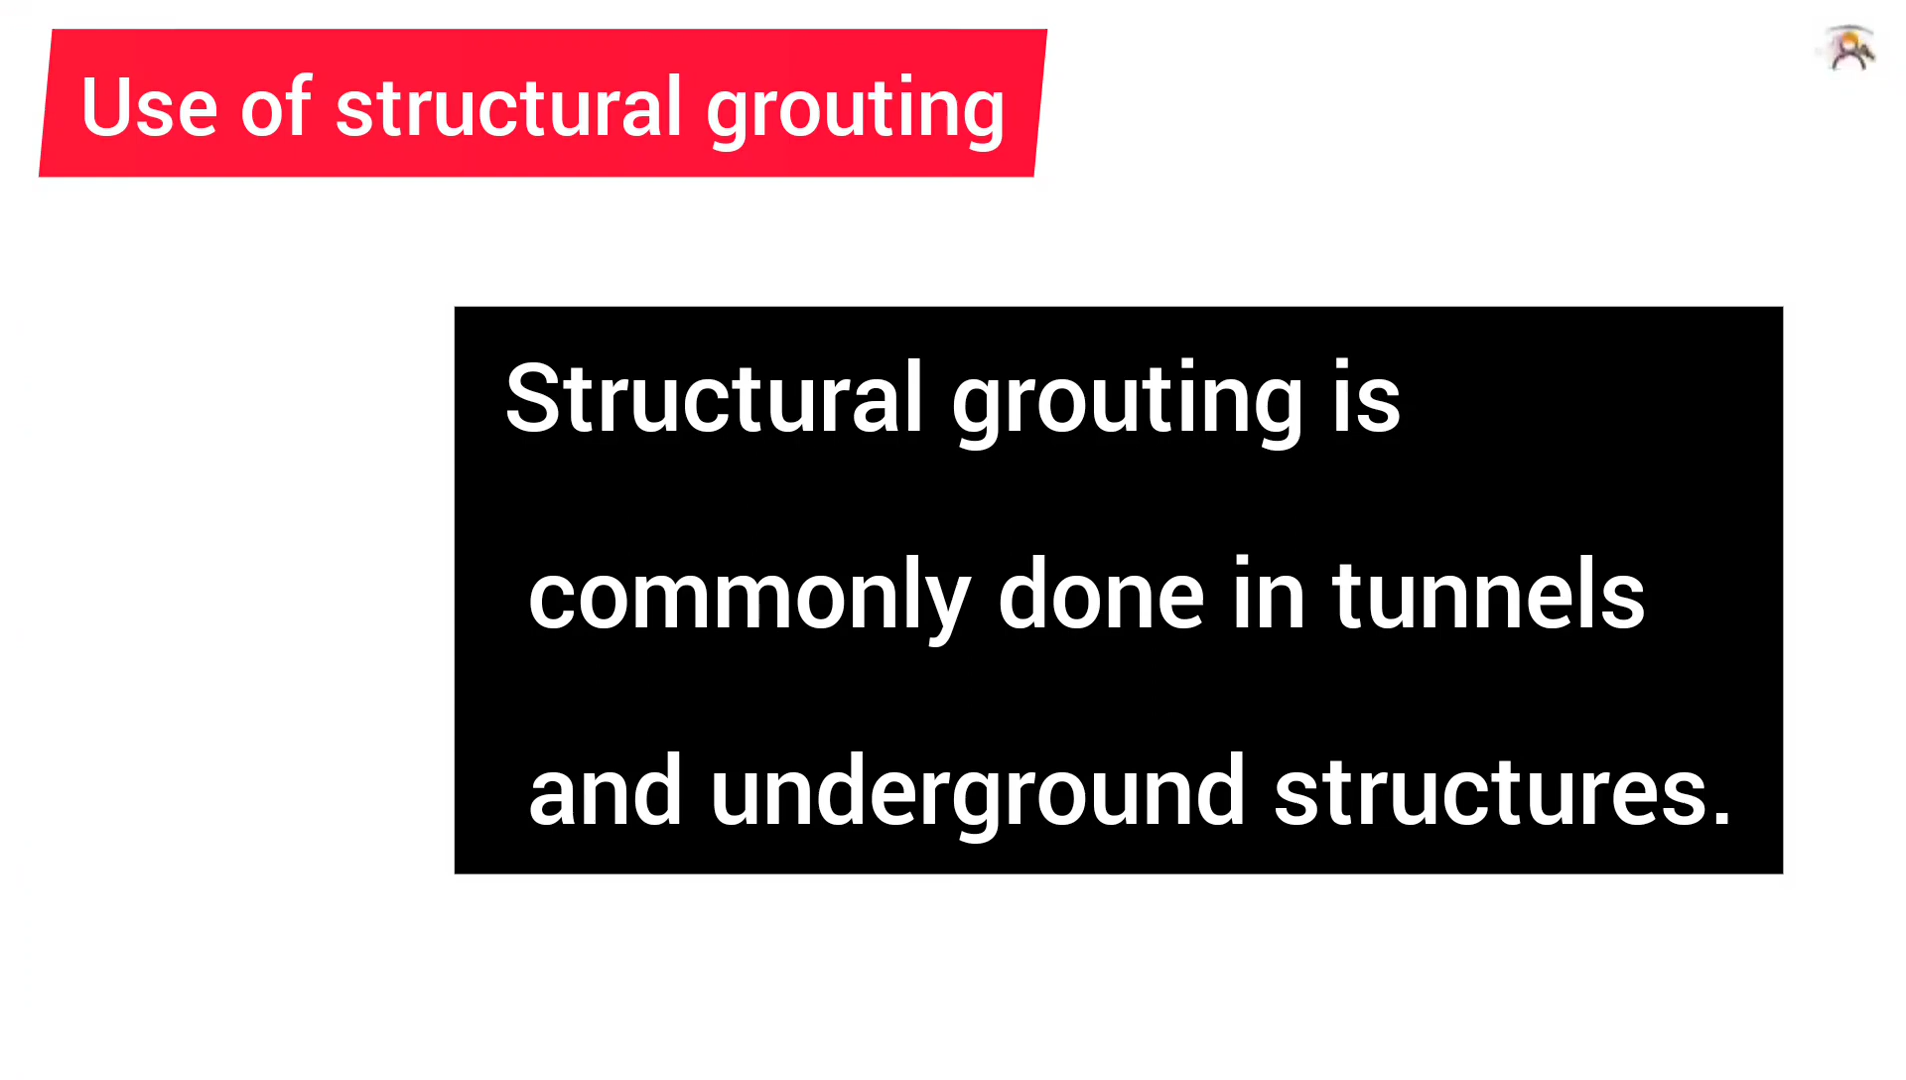 Use of structural grouting
Structural grouting is
commonly done in tunnels
and underground structures.